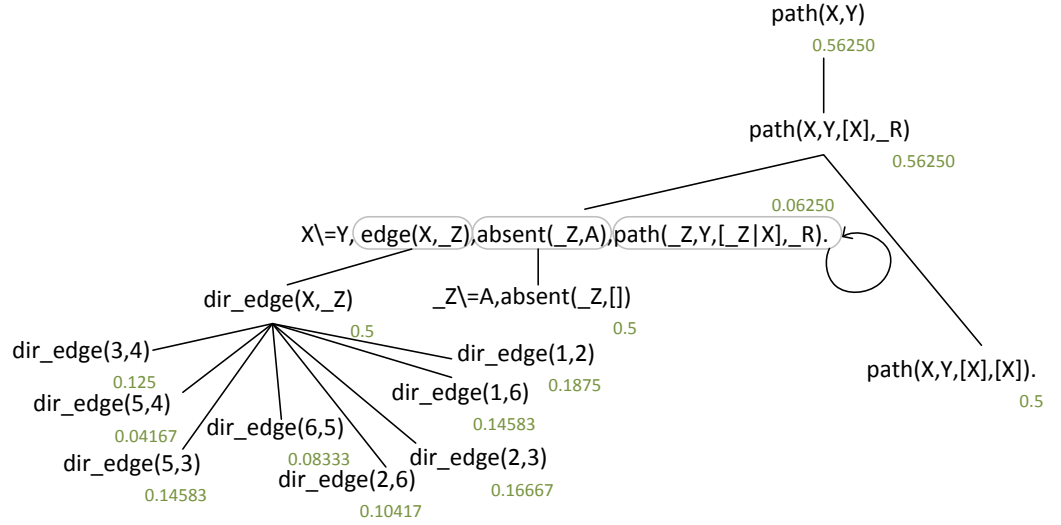 path(X,Y)
0.56250
path(X,Y,[X],_R)
0.56250
0.06250
X\=Y, edge(X,_Z),absent(_Z,A),path(_Z,Y,[_Z|X],_R).
dir_edge(X,_Z)
0.5
_Z\=A,absent(_Z,[])
0.5
dir_edge(3,4)
0.125
dir_edge(1,2)
0.1875
path(X,Y,[X],[X]).
0.5
dir_edge(5,4)
0.04167
dir_edge(1,6)
0.14583
dir_edge(6,5)
0.08333
dir_edge(5,3)
0.14583
dir_edge(2,3)
0.16667
dir_edge(2,6)
0.10417